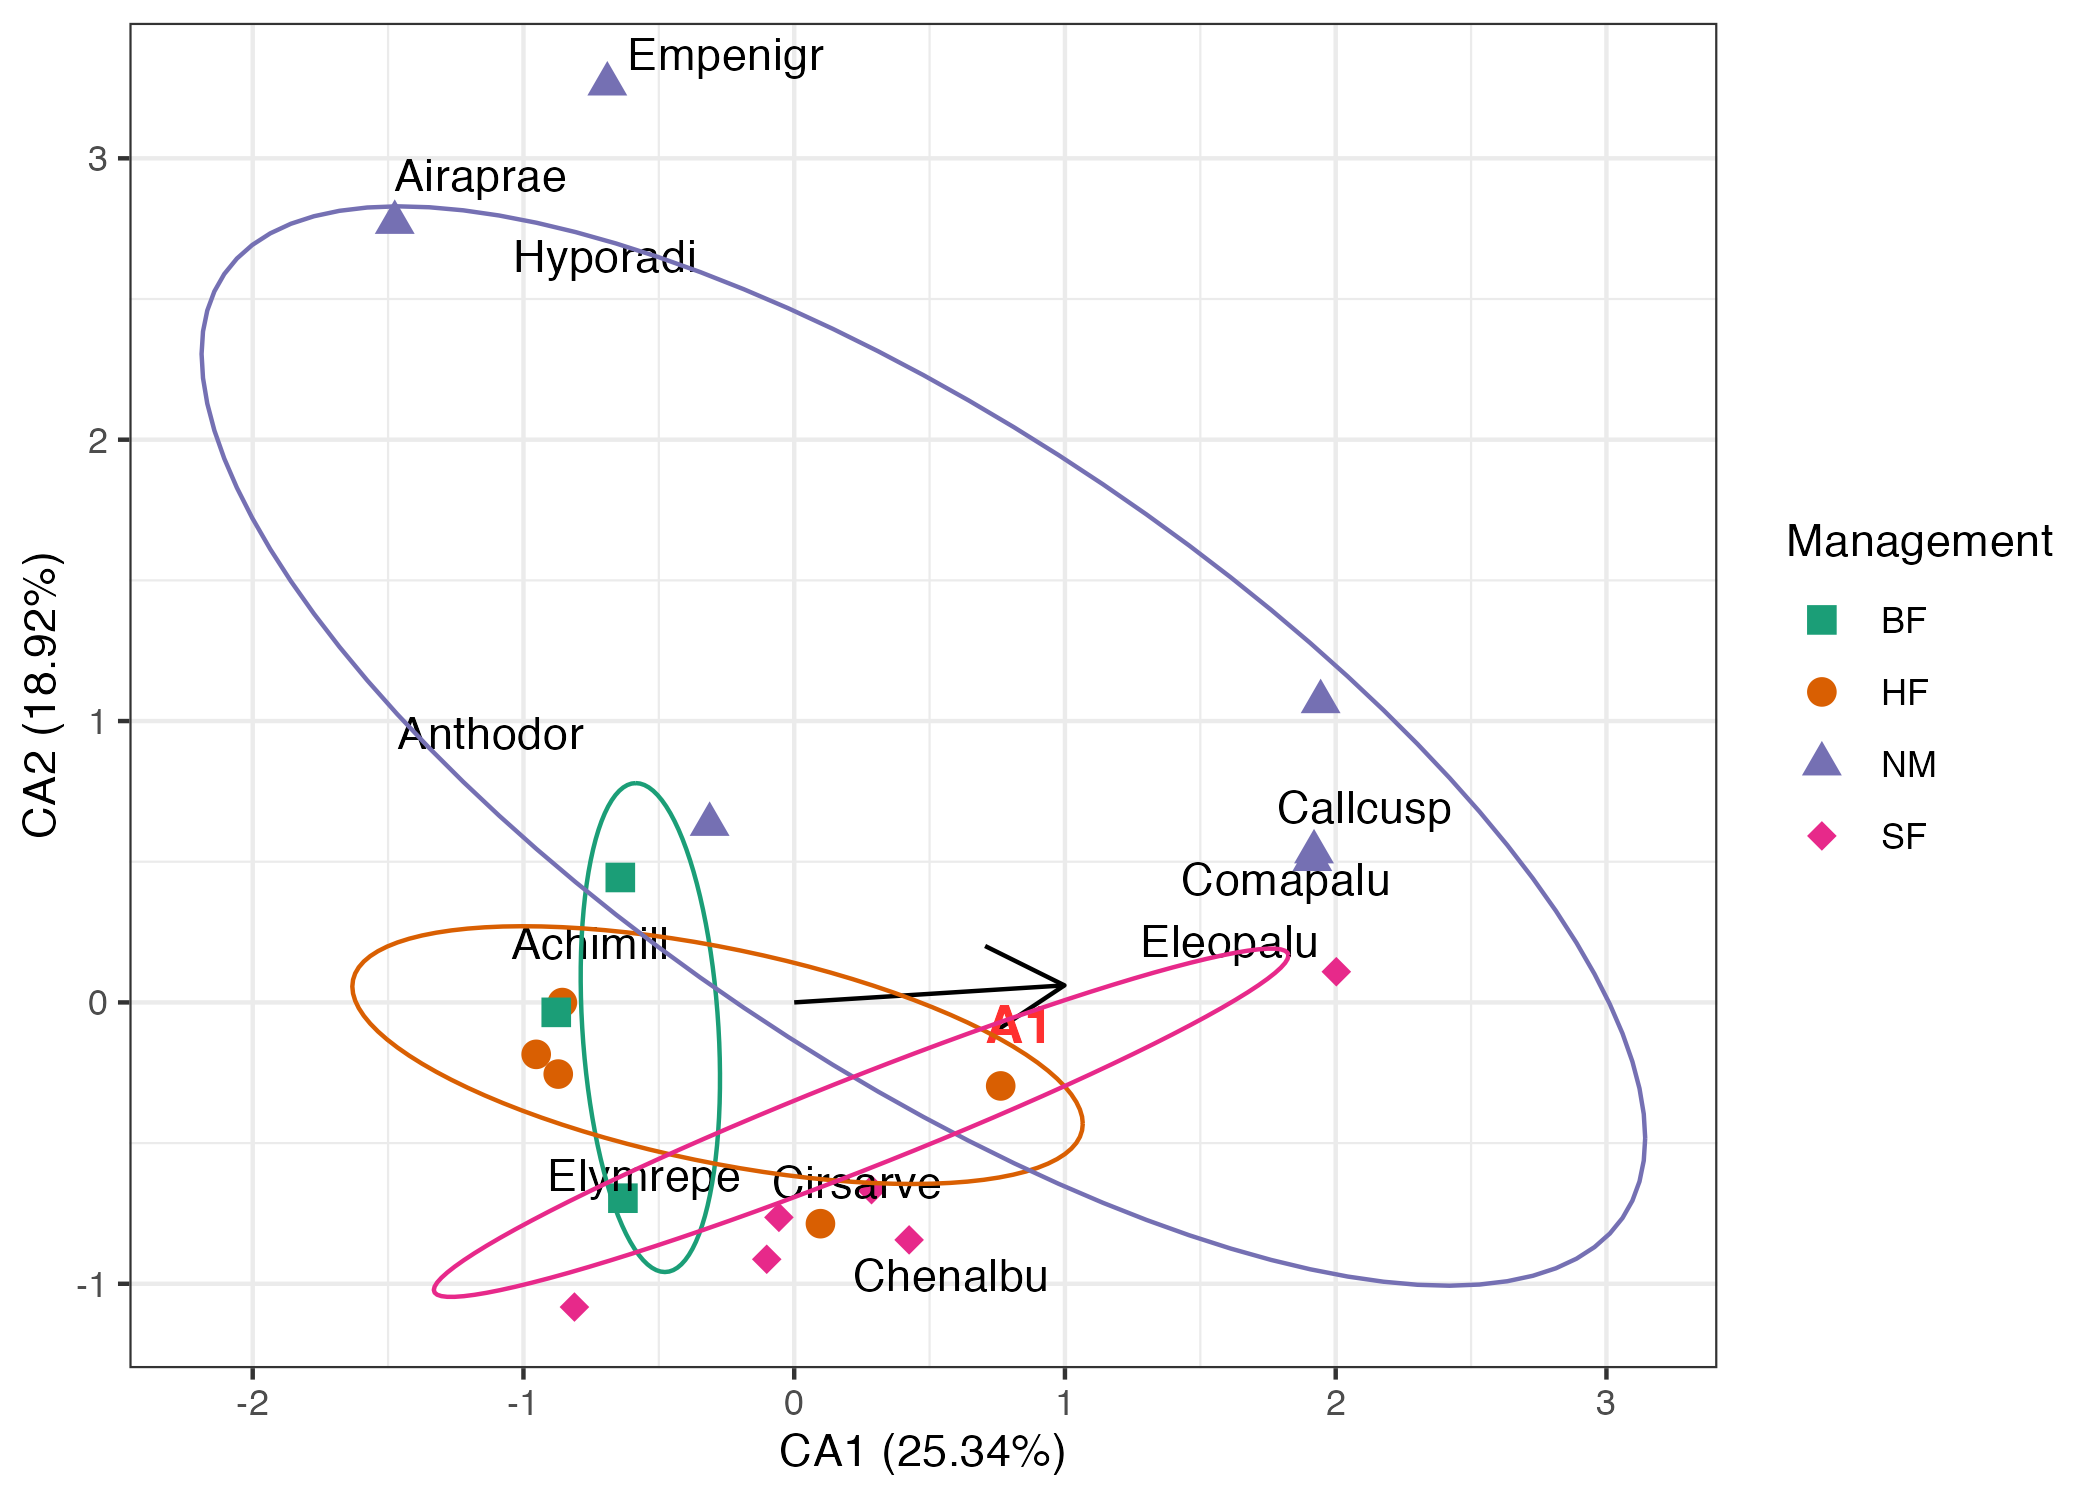 Empenigr
3
Airaprae
Hyporadi
2
Management
BF
HF
1
Anthodor
NM
Callcusp
SF
CA2 (18.92%)
Comapalu
Achimill
Eleopalu
0
A1
Elymrepe
Cirsarve
Chenalbu
-1
-2
-1
0
1
2
3
CA1 (25.34%)